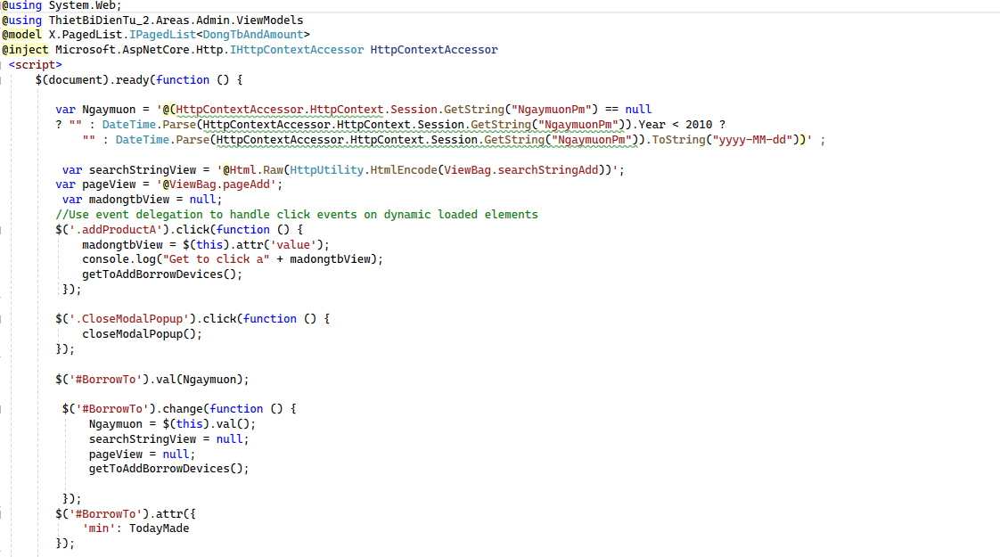 @using System.Web;
@using ThietBiDienTu_2.Areas.Admin.ViewModels
@model X.PagedList.IPagedList<DongTbAndAmount>
@inject Microsoft.AspNetCore.Http.IHttpContextAccessor HttpContextAccessor
<script>
$(document).ready(function () {
var Ngaymuon = '@(HttpContextAccessor.HttpContext.Session.GetString("NgaymuonPm") == null
? "" : DateTime.Parse(HttpContextAccessor.HttpContext.Session.GetString("NgaymuonPm")).Year < 2010 ?
"" : DateTime.Parse(HttpContextAccessor.HttpContext.Session.GetString("NgaymuonPm")).ToString("yyyy-MM-dd"))' ;
var searchStringView = '@Html.Raw(HttpUtility.HtmlEncode(ViewBag.searchStringAdd))';
var pageView = '@ViewBag.pageAdd';
var madongtbView = null;
//Use event delegation to handle click events on dynamic loaded elements
$('.addProductA').click(function () {
madongtbView = $(this).attr('value');
console.log("Get to click a" + madongtbView);
getToAddBorrowDevices();
});
$('.CloseModalPopup').click(function () {
closeModalPopup();
});
$('#BorrowTo').val(Ngaymuon);
$('#BorrowTo').change(function () {
Ngaymuon = $(this).val();
searchStringView = null;
pageView = null;
getToAddBorrowDevices();
});
$('#BorrowTo').attr({
'min': TodayMade
});